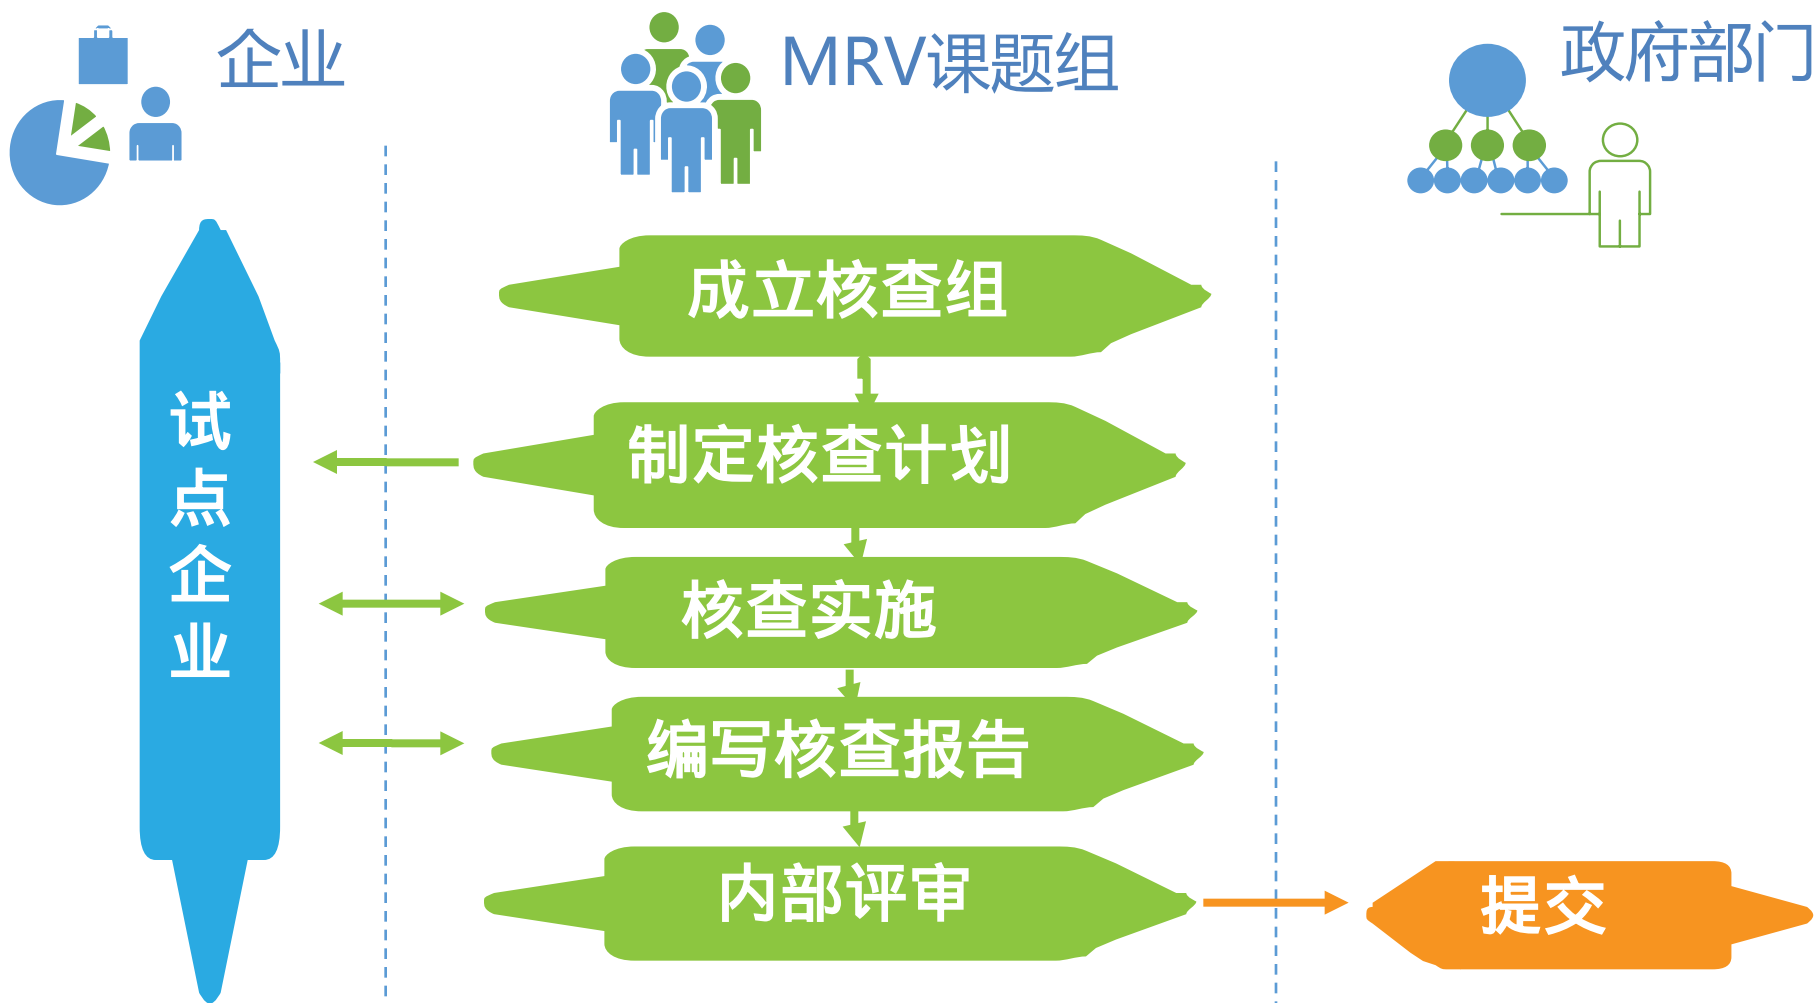 企业
MRV课题组
政府部门
试点企业
成立核查组
制定核查计划
核查实施
编写核查报告
内部评审
提交